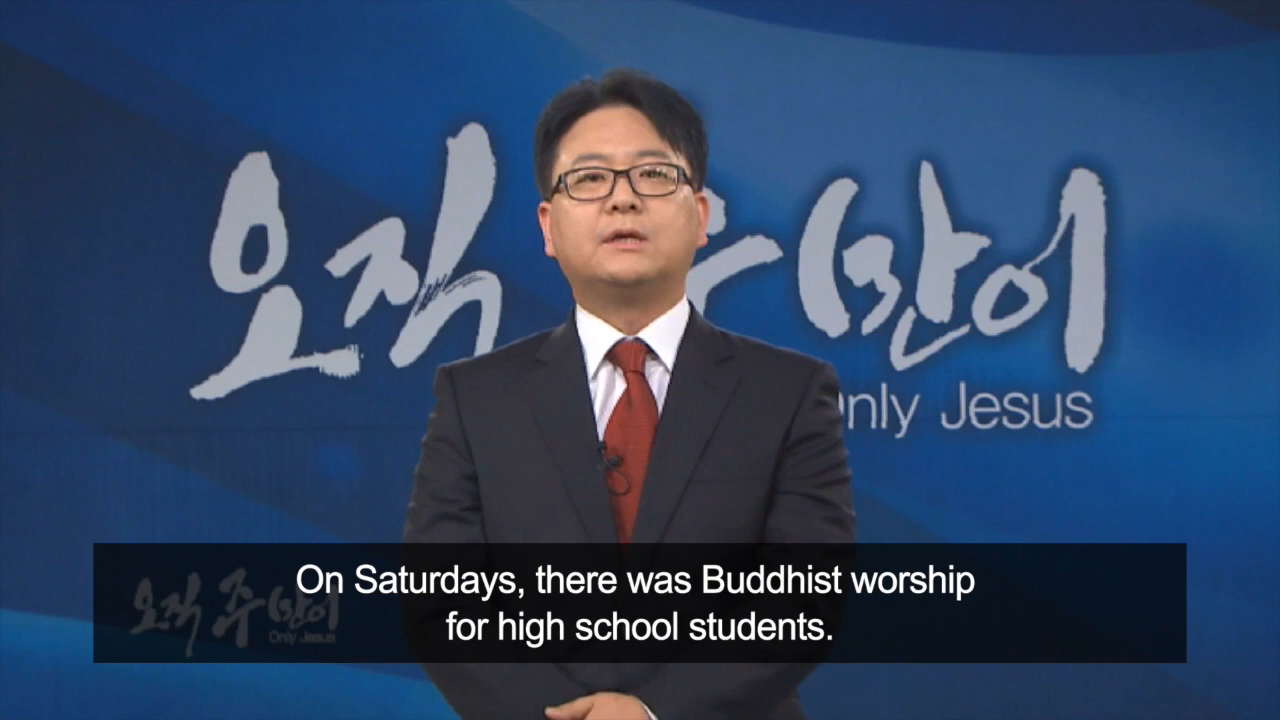 오직 주만이
Only Jesus
On Saturdays, there was Buddhist worship
for high school students.
오직 주만이
Only Jesus